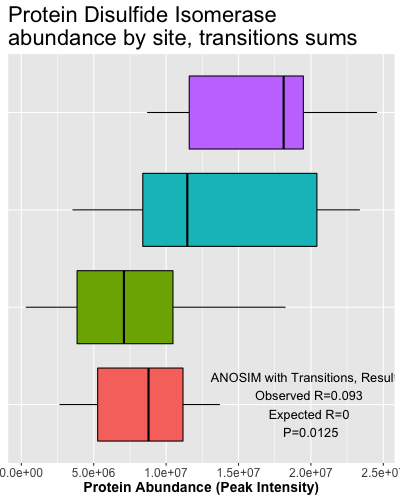 Protein Disulfide Isomerase
abundance by site, transitions sums
ANOSIM with Transitions, Result
Observed R=0.093
Expected R=0
P=0.0125
0.0e+00 5.0e+06 1.0e+07 1.5e+07 2.0e+07 2.5e+0
Protein Abundance (Peak Intensity)